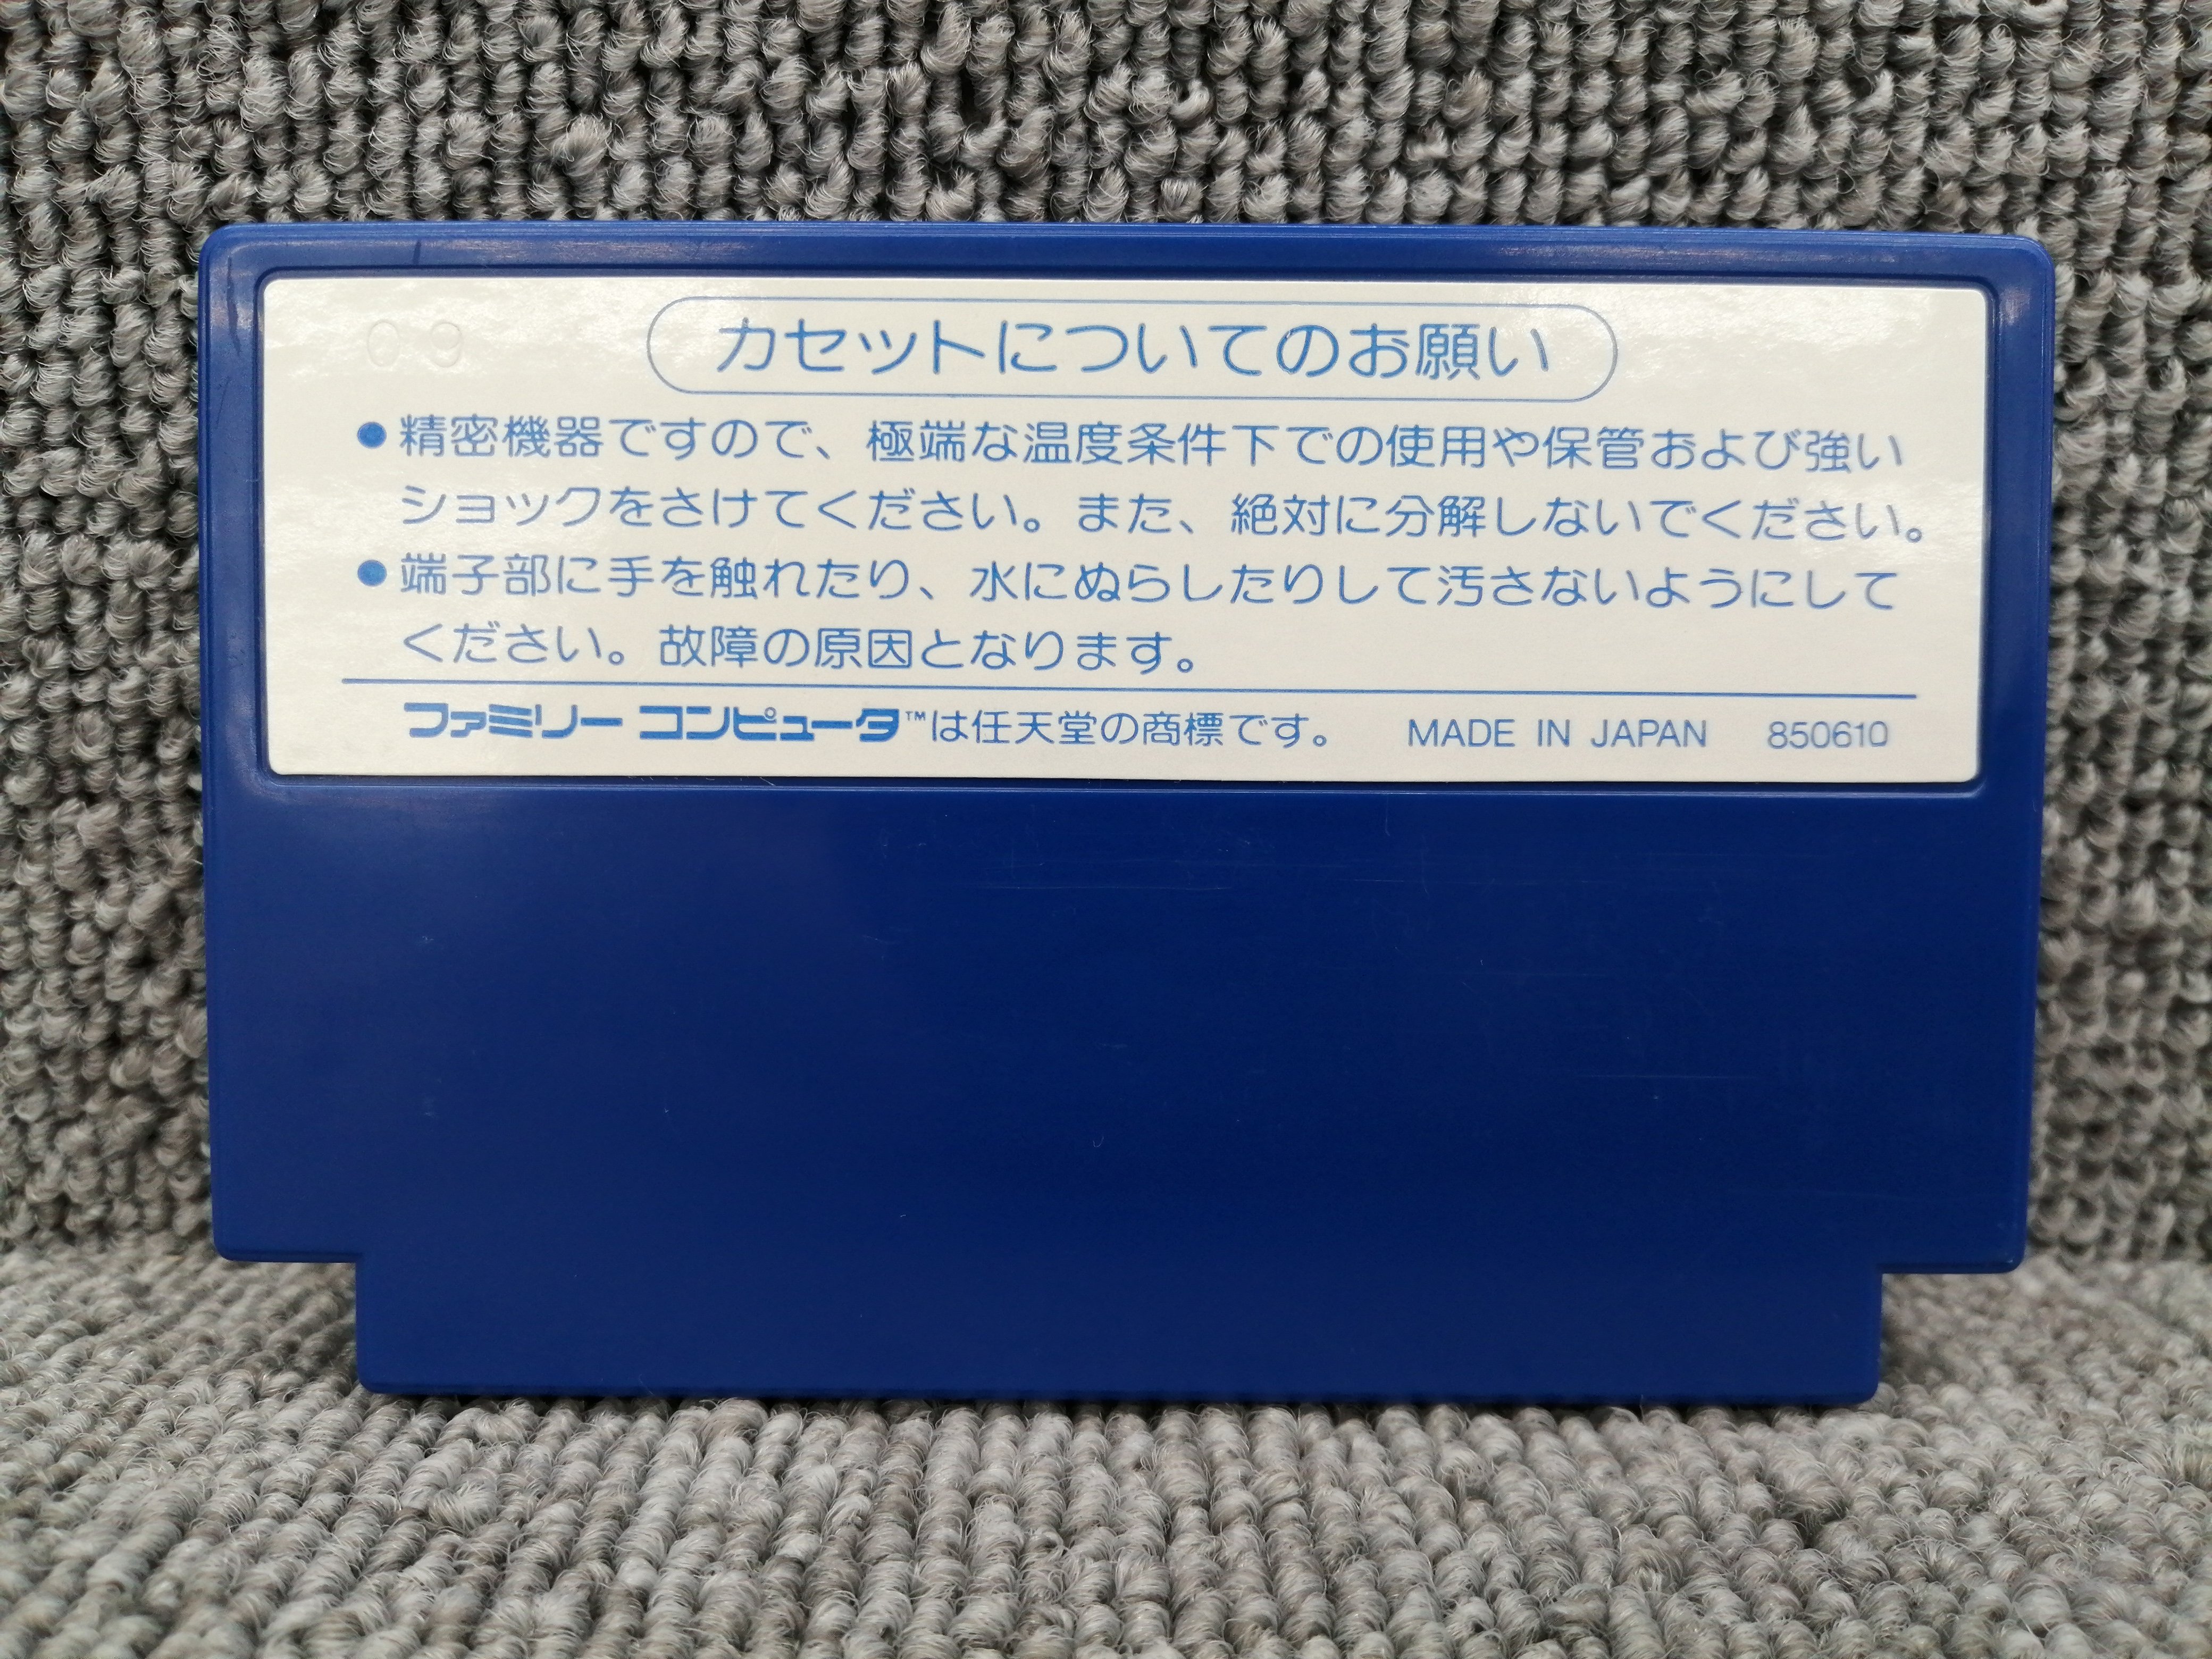 カセットについてのお願い
09
●精密機器ですので、極端な温度条件下での使用や保管および強い
ショックをさけてください。また、絶対に分解しないでください。
●端子部に手を触れたり、水にぬらしたりして汚さないようにして
ください。故障の原因となります。
ファミリー コンピュータ™は任天堂の商標です。 MADE IN JAPAN 850610